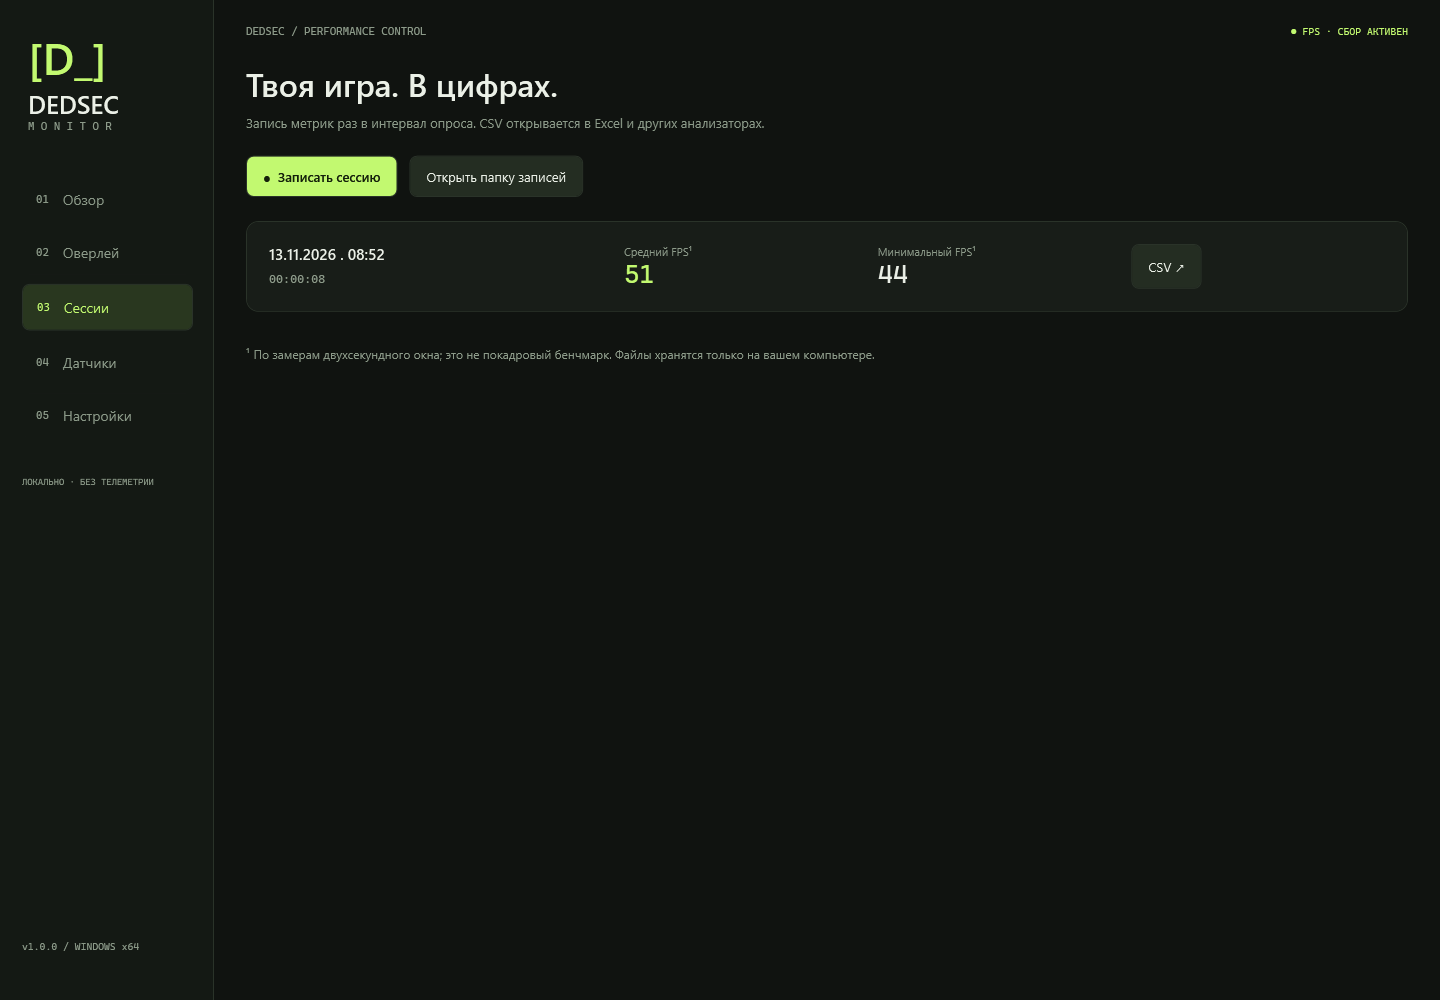 [D_]
DEDSEC
MONITOR
01 Обзор
02 Оверлей
03 Сессии
04 Датчики
05 Настройки
ЛОКАЛЬНО · БЕЗ ТЕЛЕМЕТРИИ
v1.0.0 / WINDOWS x64
DEDSEC / PERFORMANCE CONTROL
● FPS · СБОР АКТИВЕН
Твоя игра. В цифрах.
Запись метрик раз в интервал опроса. CSV открывается в Excel и других анализаторах.
● Записать сессию
Открыть папку записей
13.11.2026 . 08:52
00:00:08
Средний FPS¹
51
Минимальный FPS¹
44
CSV ↗
¹ По замерам двухсекундного окна; это не покадровый бенчмарк. Файлы хранятся только на вашем компьютере.